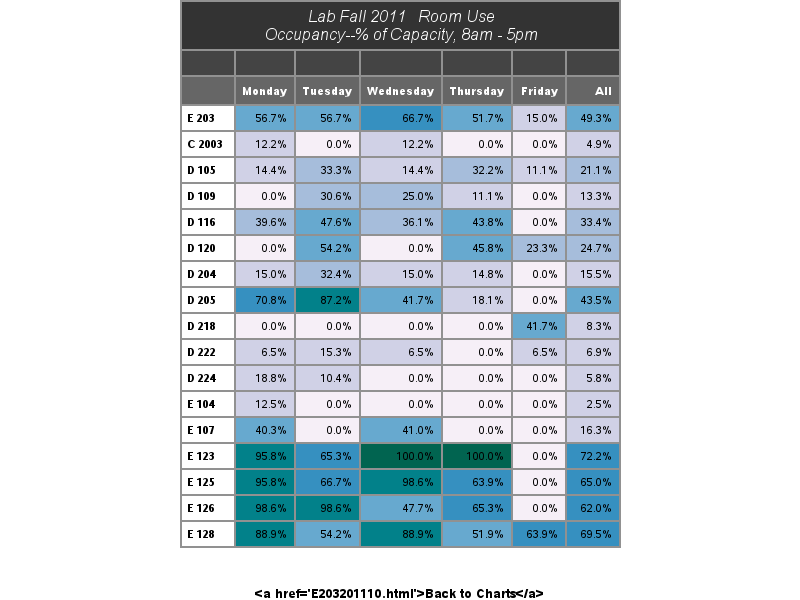 Lab Fall 2011 Room Use
Occupancy--% of Capacity, 8am - 5pm
Monday Tuesday Wednesday Thursday Friday All
E 203 56.7% 56.7% 66.7% 51.7% 15.0% 49.3%
C 2003 12.2% 0.0% 12.2% 0.0% 0.0% 4.9%
D 105 14.4% 33.3% 14.4% 32.2% 11.1% 21.1%
D 109 0.0% 30.6% 25.0% 11.1% 0.0% 13.3%
D 116 39.6% 47.6% 36.1% 43.8% 0.0% 33.4%
D 120 0.0% 54.2% 0.0% 45.8% 23.3% 24.7%
D 204 15.0% 32.4% 15.0% 14.8% 0.0% 15.5%
D 205 70.8% 87.2% 41.7% 18.1% 0.0% 43.5%
D 218 0.0% 0.0% 0.0% 0.0% 41.7% 8.3%
D 222 6.5% 15.3% 6.5% 0.0% 6.5% 6.9%
D 224 18.8% 10.4% 0.0% 0.0% 0.0% 5.8%
E 104 12.5% 0.0% 0.0% 0.0% 0.0% 2.5%
E 107 40.3% 0.0% 41.0% 0.0% 0.0% 16.3%
E 123 95.8% 65.3% 100.0% 100.0% 0.0% 72.2%
E 125 95.8% 66.7% 98.6% 63.9% 0.0% 65.0%
E 126 98.6% 98.6% 47.7% 65.3% 0.0% 62.0%
E 128 88.9% 54.2% 88.9% 51.9% 63.9% 69.5%
<a href='E203201110.html'>Back to Charts</a>